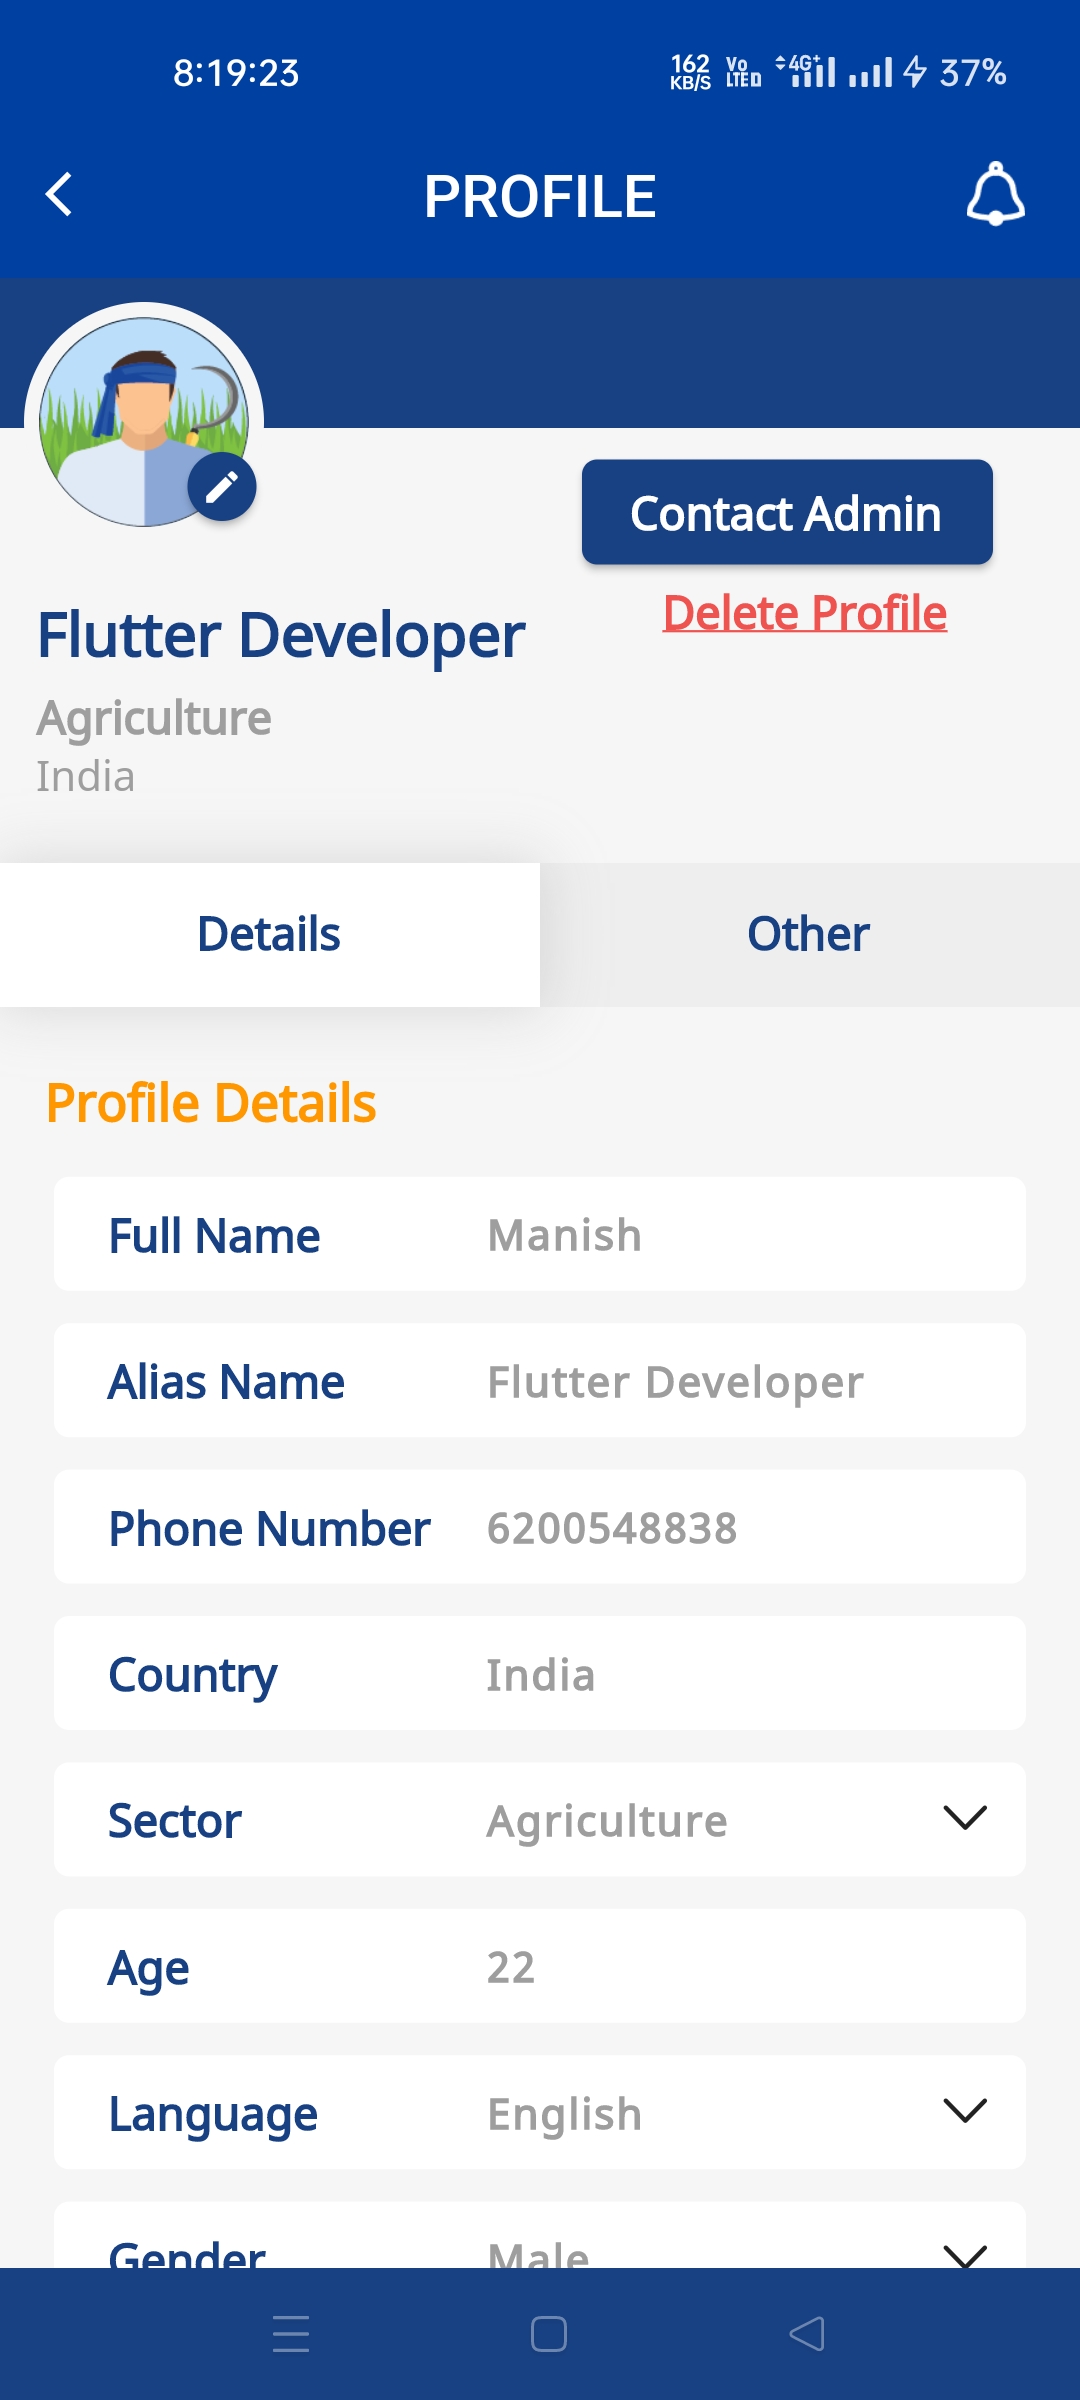 8:19:23
162 KB/S Vo LTE 4G+ 37%
PROFILE
Contact Admin
Delete Profile
Flutter Developer
Agriculture
India
Details Other
Profile Details
Full Name Manish
Alias Name Flutter Developer
Phone Number 6200548838
Country India
Sector Agriculture
Age 22
Language English
Gender Male